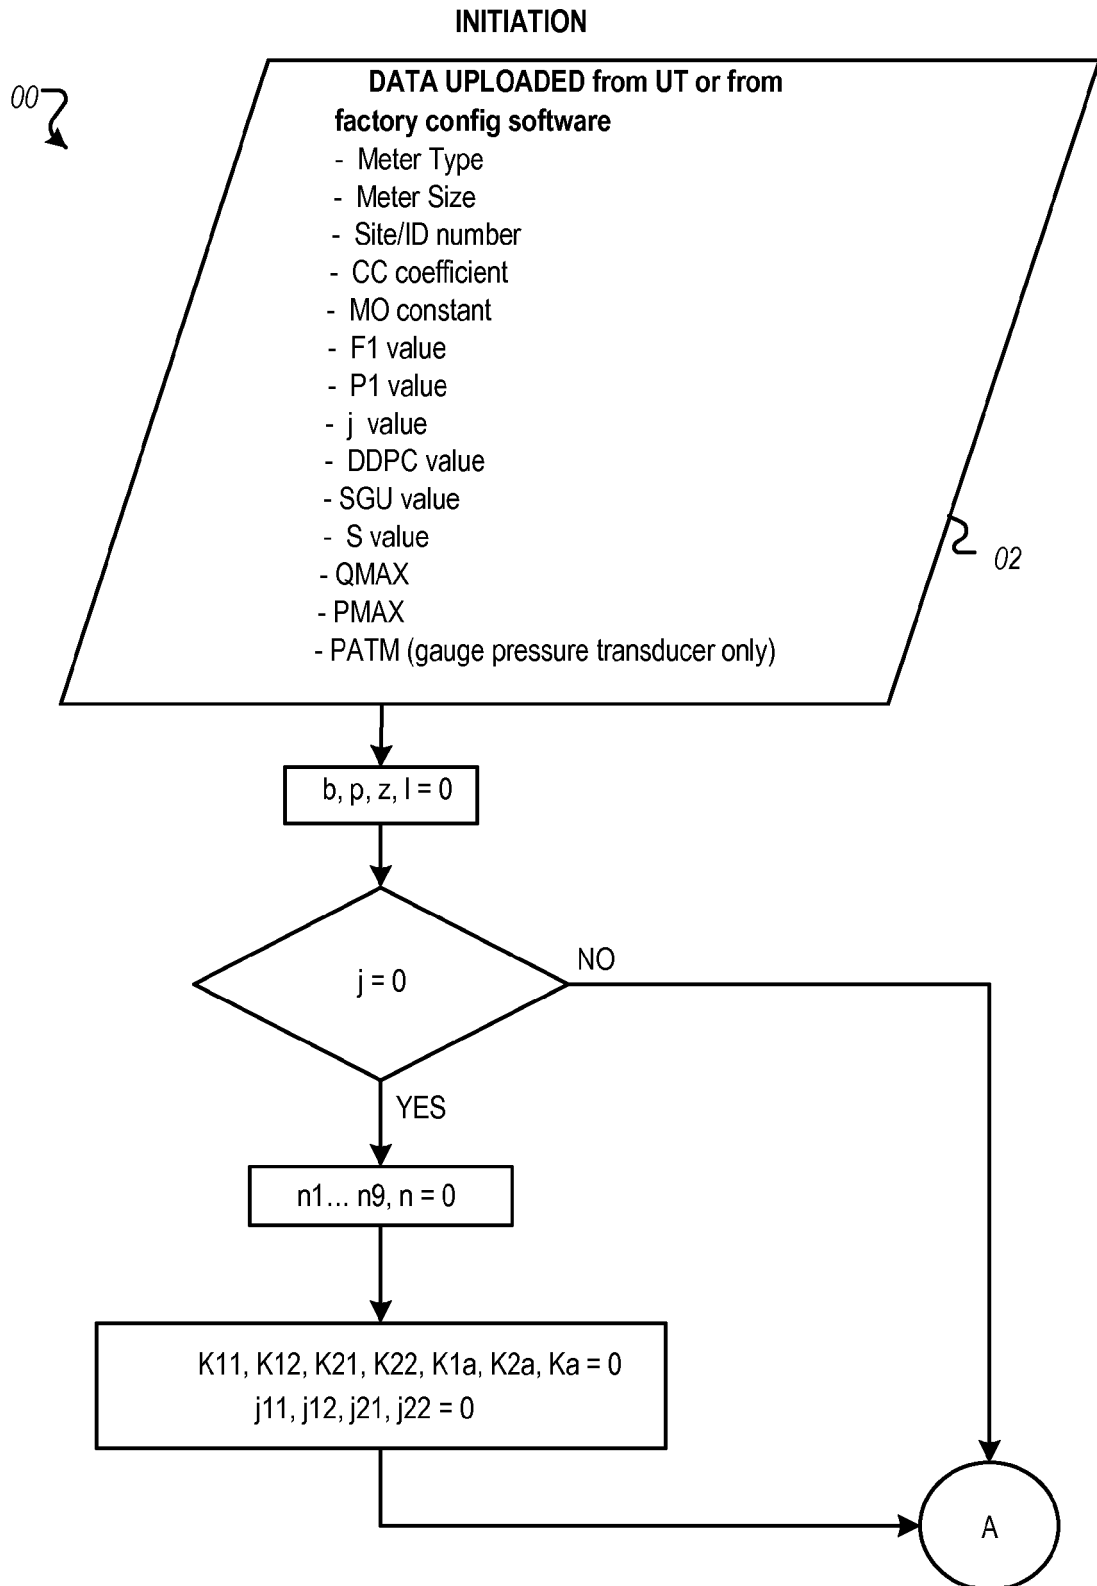 INITIATION
00
DATA UPLOADED from UT or from
factory config software
- Meter Type
- Meter Size
- Site/ID number
- CC coefficient
- MO constant
- F1 value
- P1 value
- j value
- DDPC value
- SGU value
- S value
- QMAX
- PMAX
- PATM (gauge pressure transducer only)
02
b, p, z, l = 0
j = 0
NO
YES
n1... n9, n = 0
K11, K12, K21, K22, K1a, K2a, Ka = 0
j11, j12, j21, j22 = 0
A